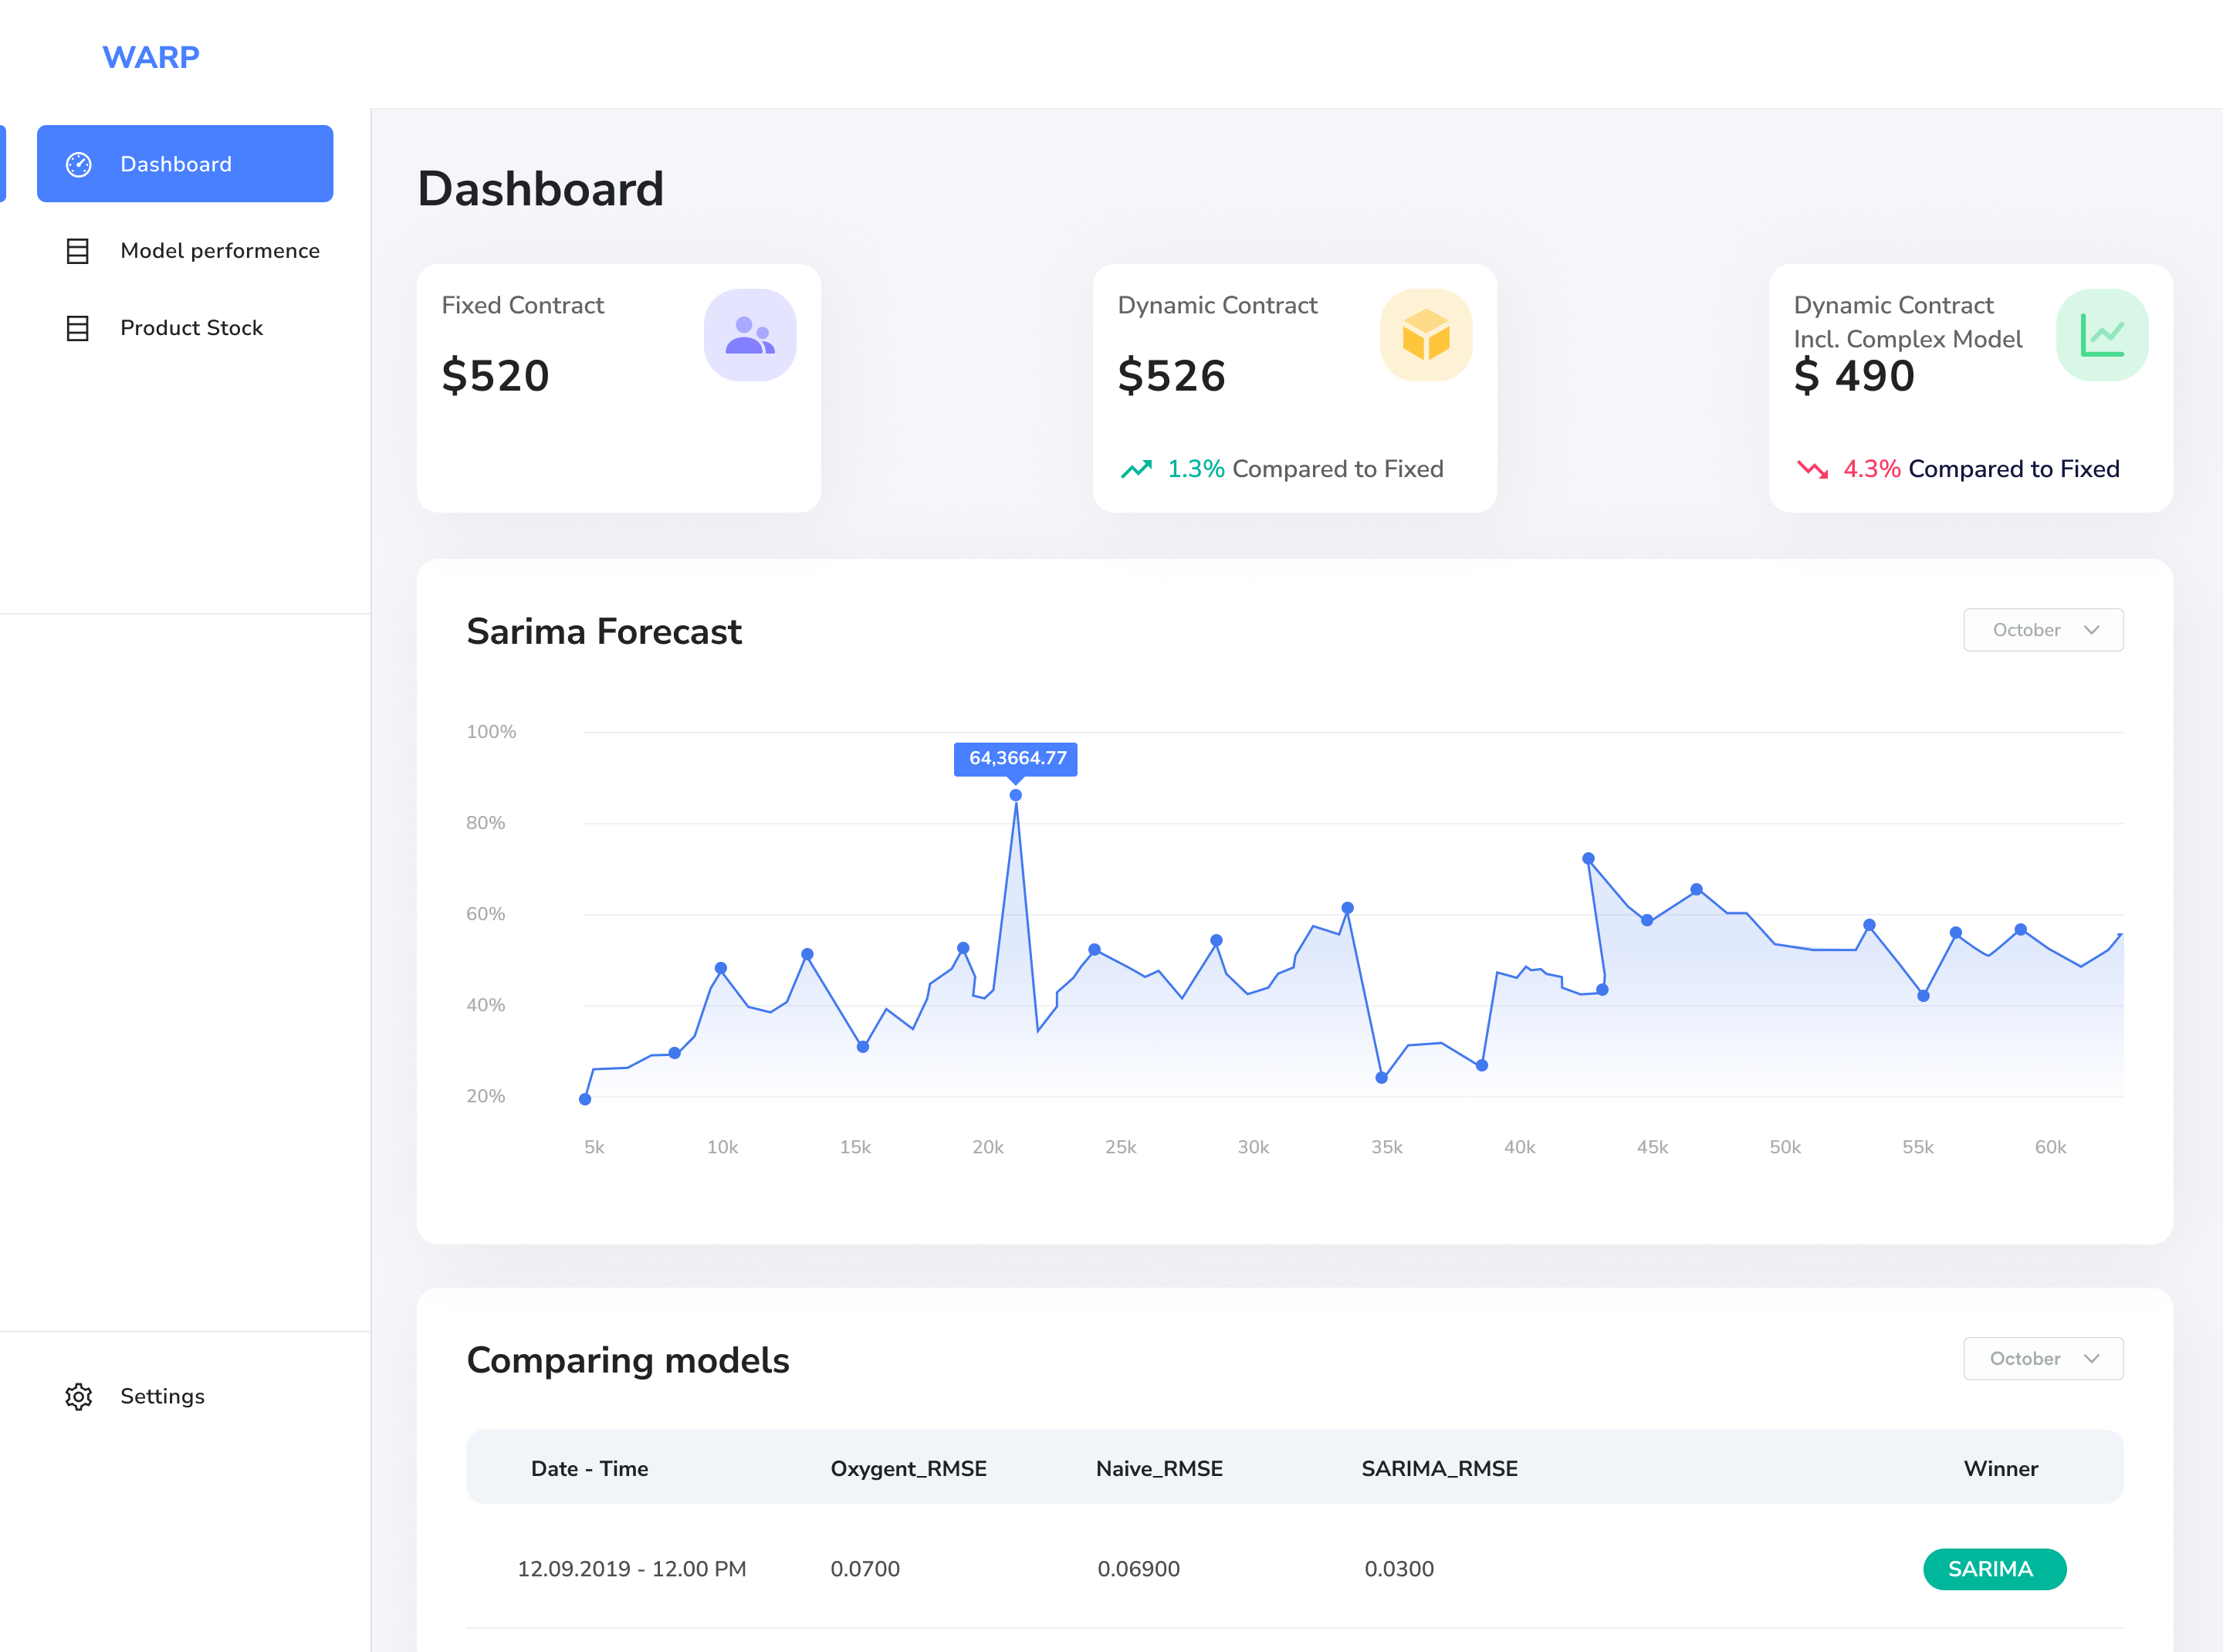 WARP
Dashboard
Model performence
Product Stock
Settings
Dashboard
Fixed Contract
$520
Dynamic Contract
$526
1.3% Compared to Fixed
Dynamic Contract
Incl. Complex Model
$ 490
4.3% Compared to Fixed
Sarima Forecast
October
100%
80%
60%
40%
20%
64,3664.77
5k 10k 15k 20k 25k 30k 35k 40k 45k 50k 55k 60k
Comparing models
October
Date - Time Oxygent_RMSE Naive_RMSE SARIMA_RMSE Winner
12.09.2019 - 12.00 PM 0.0700 0.06900 0.0300 SARIMA